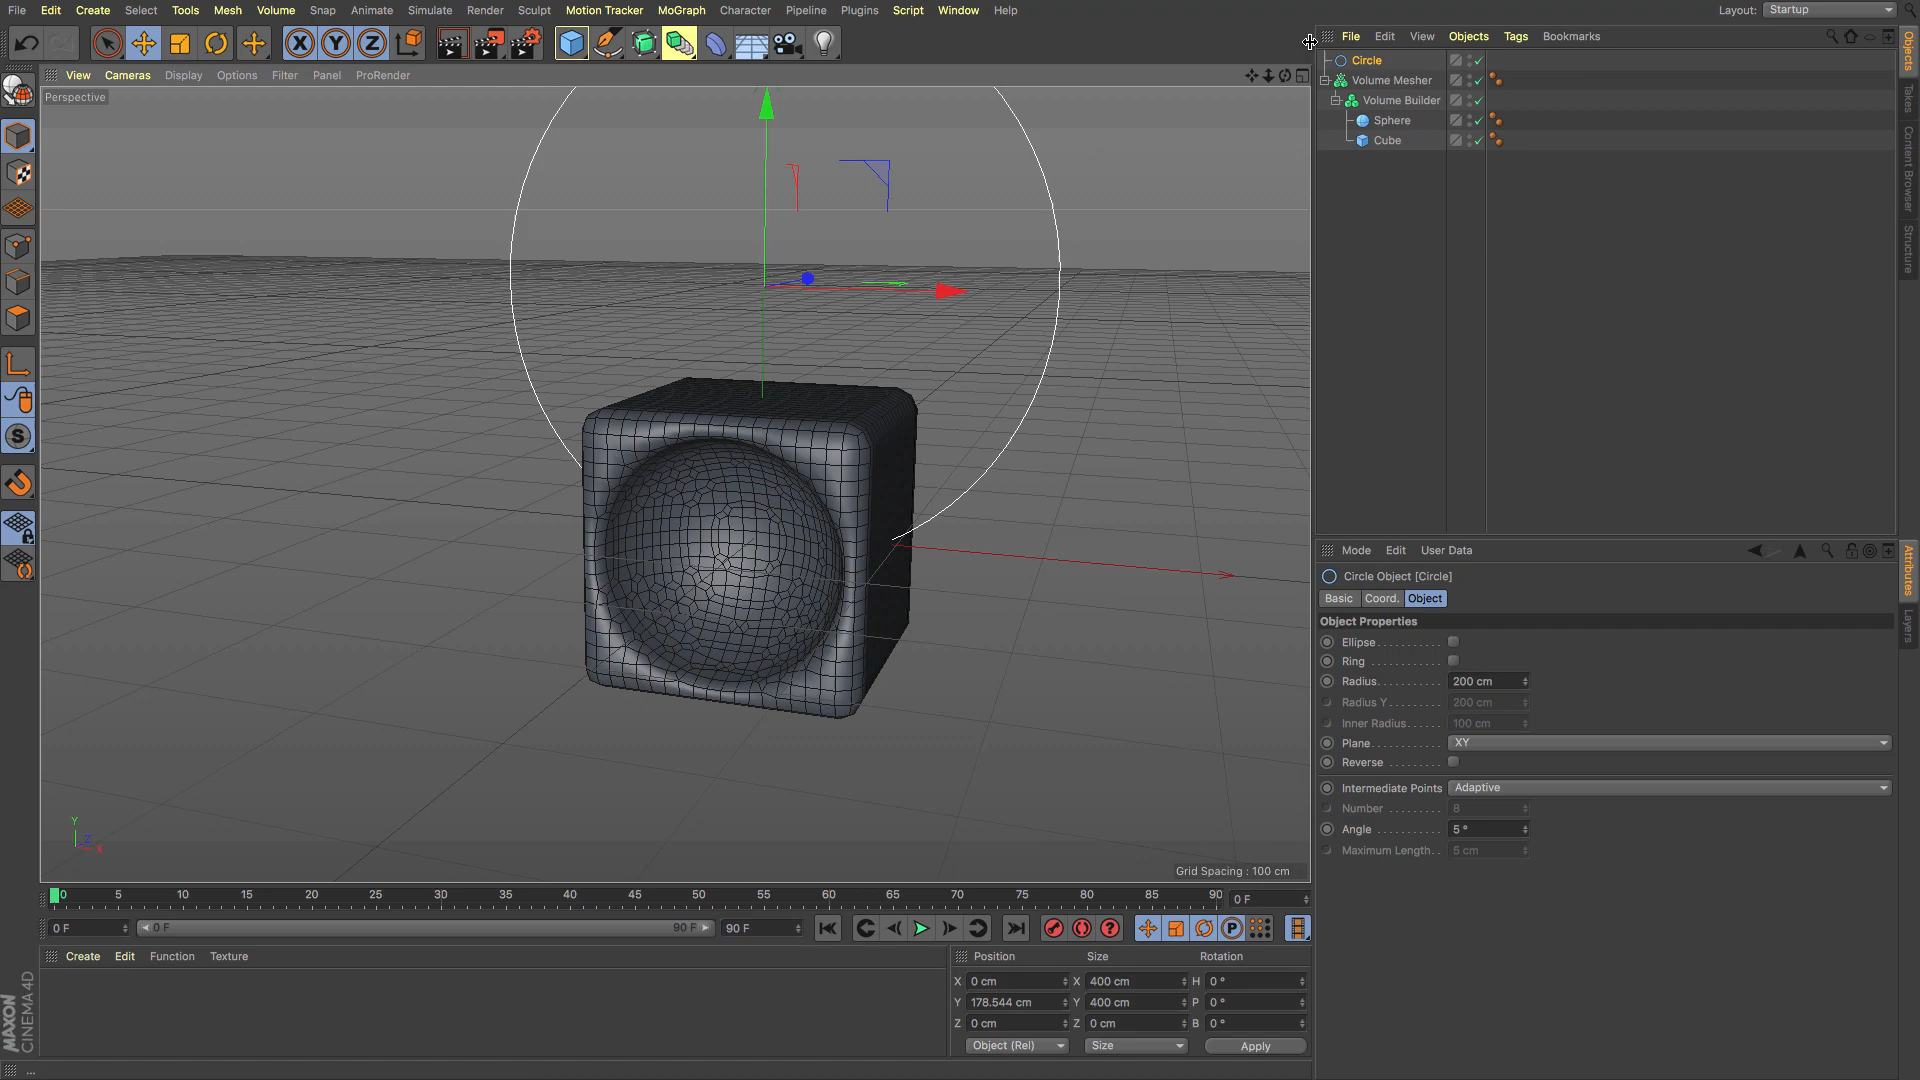 File Edit Create Select Tools Mesh Volume Snap Animate Simulate Render Sculpt Motion Tracker MoGraph Character Pipeline Plugins Script Window Help Layout: Startup
X Y Z
File Edit View Objects Tags Bookmarks
View Cameras Display Options Filter Panel ProRender
Perspective
Circle
Volume Mesher
Volume Builder
Sphere
Cube
Objects
Takes
Content Browser
Structure
S
Y
Z
X
Grid Spacing : 100 cm
Mode Edit User Data
Circle Object [Circle]
Basic Coord. Object
Object Properties
Ellipse
Ring
Radius 200 cm
Radius Y 200 cm
Inner Radius 100 cm
Plane XY
Reverse
Intermediate Points Adaptive
Number 8
Angle 5 °
Maximum Length 5 cm
Attributes
Layers
0 5 10 15 20 25 30 35 40 45 50 55 60 65 70 75 80 85 90 0 F
0 F 0 F 90 F 90 F P
Create Edit Function Texture
Position Size Rotation
X 0 cm X 400 cm H 0 °
Y 178.544 cm Y 400 cm P 0 °
Z 0 cm Z 0 cm B 0 °
Object (Rel) Size Apply
MAXON
CINEMA 4D
...